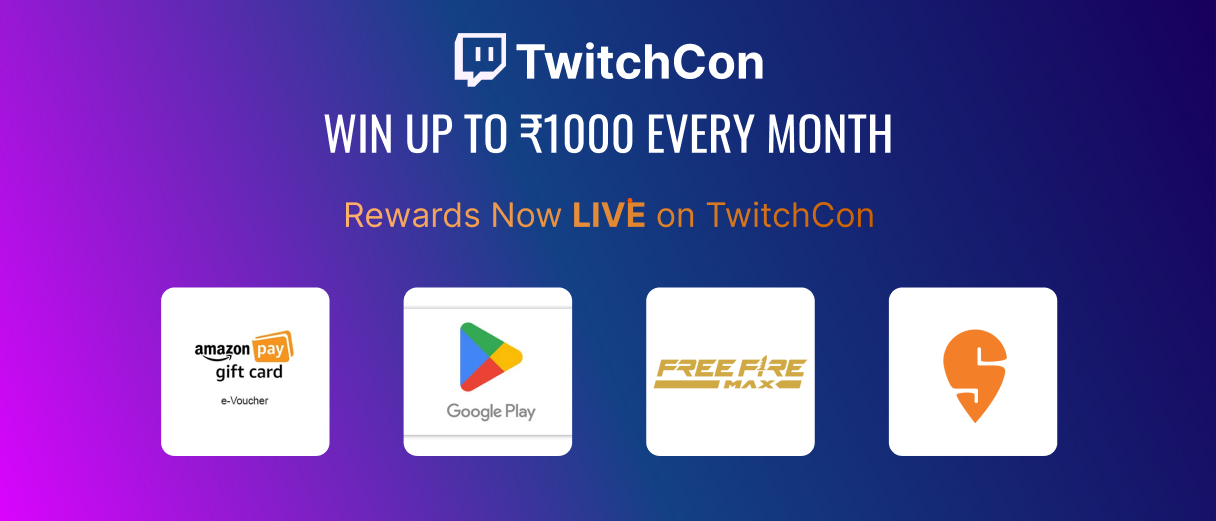 TwitchCon
WIN UP TO ₹1000 EVERY MONTH
Rewards Now LIVE on TwitchCon
amazon pay
gift card
e-Voucher
Google Play
FREE FIRE
MAX